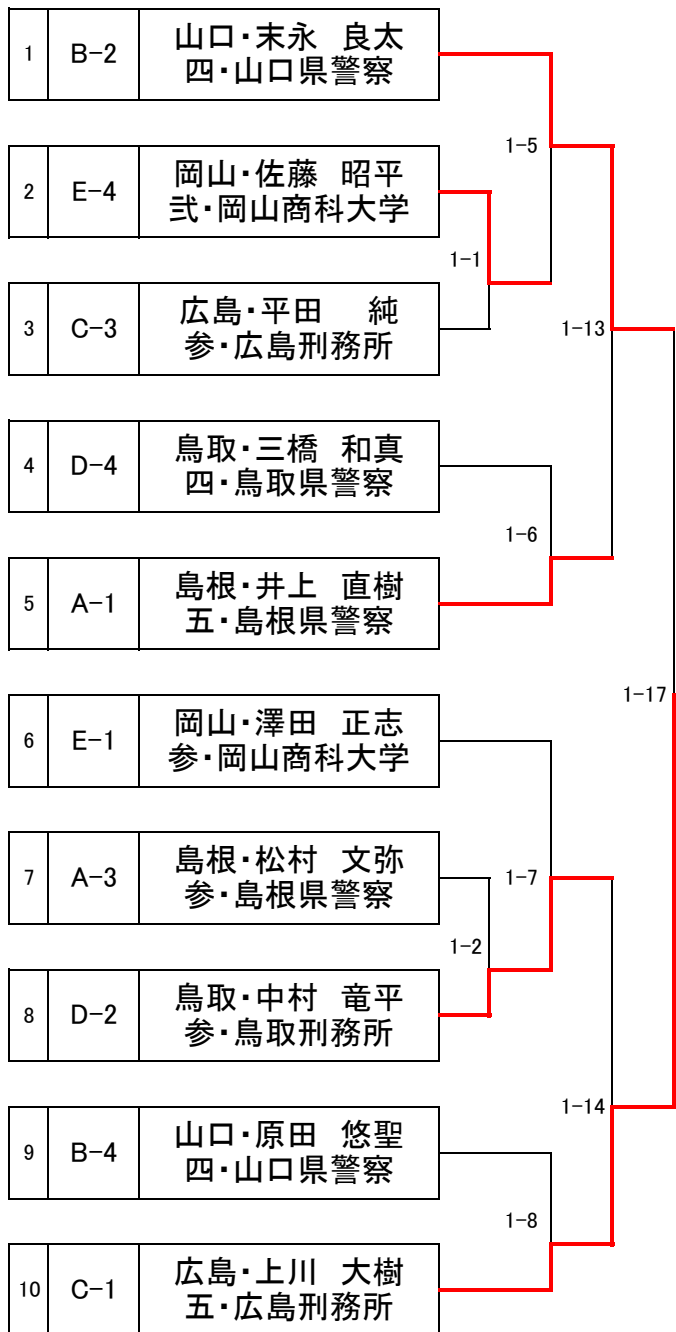 1 B-2 山口・末永 良太
四・山口県警察
1-5
2 E-4 岡山・佐藤 昭平
弐・岡山商科大学
1-1
3 C-3 広島・平田 純
参・広島刑務所
1-13
4 D-4 鳥取・三橋 和真
四・鳥取県警察
1-6
5 A-1 島根・井上 直樹
五・島根県警察
1-17
6 E-1 岡山・澤田 正志
参・岡山商科大学
7 A-3 島根・松村 文弥
参・島根県警察
1-7
1-2
8 D-2 鳥取・中村 竜平
参・鳥取刑務所
1-14
9 B-4 山口・原田 悠聖
四・山口県警察
1-8
10 C-1 広島・上川 大樹
五・広島刑務所